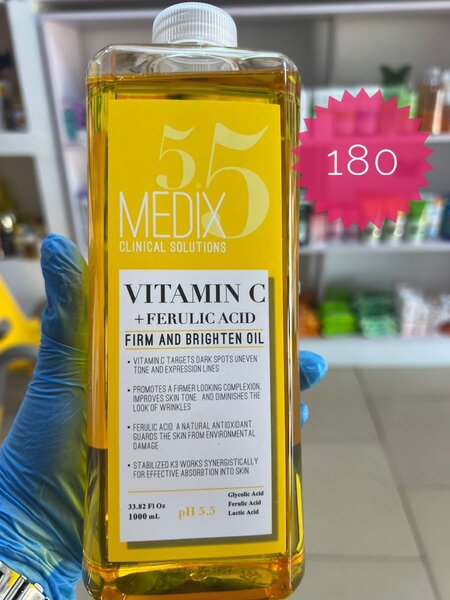 5.5
MEDIX
CLINICAL SOLUTIONS
180
VITAMIN C
+FERULIC ACID
FIRM AND BRIGHTEN OIL
• VITAMIN C TARGETS DARK SPOTS UNEVEN
TONE AND EXPRESSION LINES
• PROMOTES A FIRMER LOOKING COMPLEXION,
IMPROVES SKIN TONE. AND DIMINISHES THE
LOOK OF WRINKLES
• FERULIC ACID, A NATURAL ANTIOXIDANT,
GUARDS THE SKIN FROM ENVIRONMENTAL
DAMAGE
• STABILIZED K3 WORKS SYNERGISTICALLY
FOR EFFECTIVE ABSORBTION INTO SKIN
33.82 Fl Oz
1000 mL
pH 5.5
Glycolic Acid
Ferulic Acid
Lactic Acid